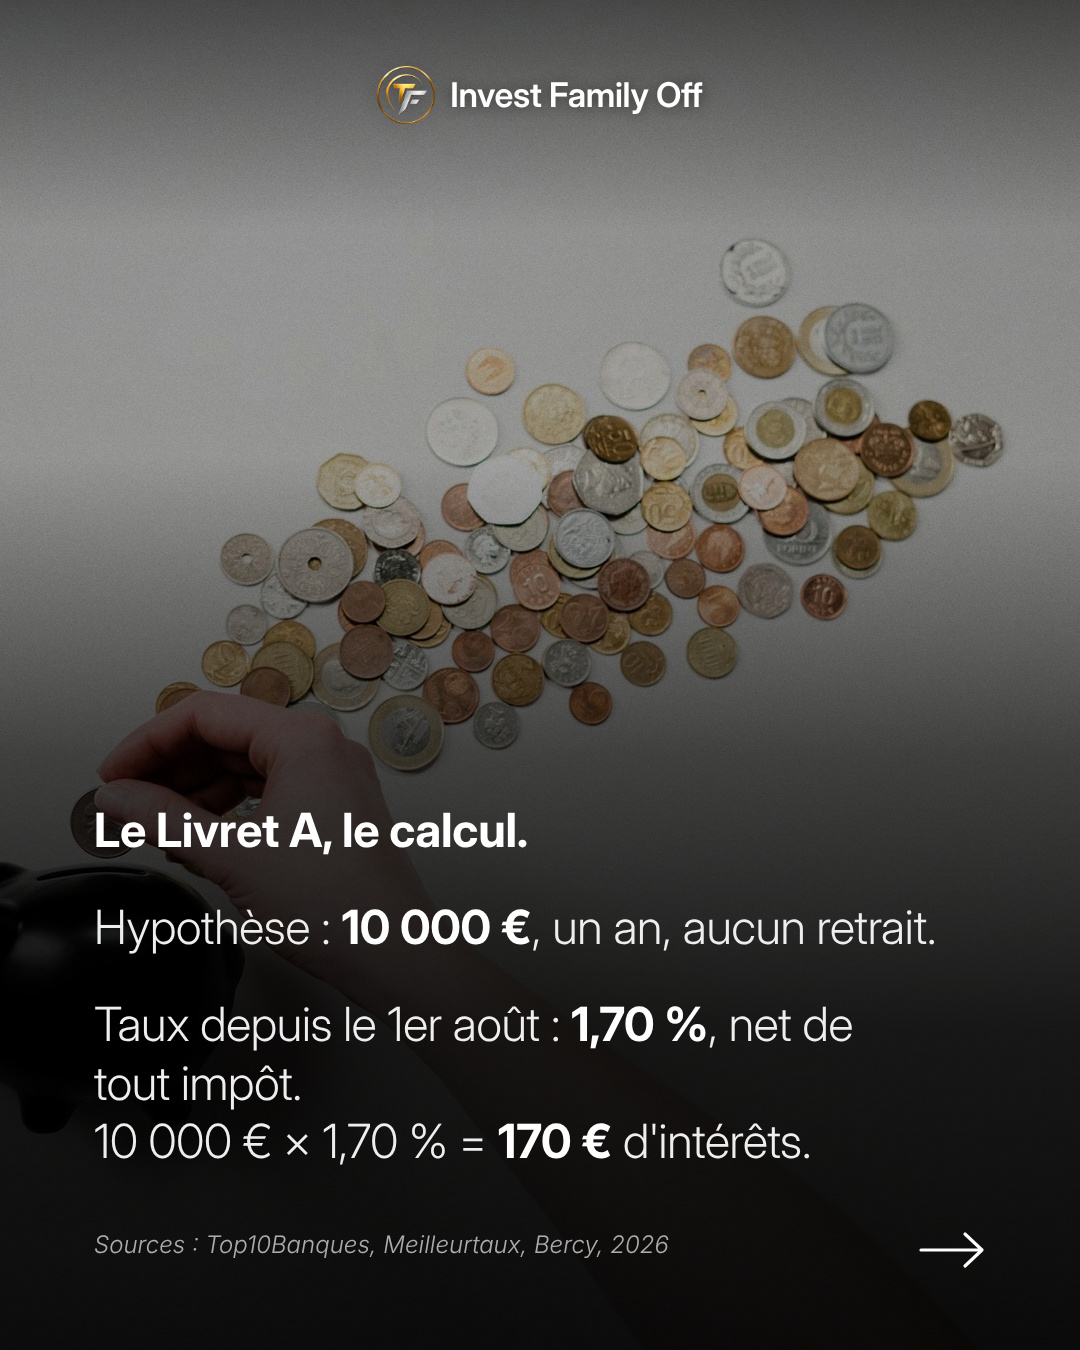 Invest Family Off
Le Livret A, le calcul.
Hypothèse : 10 000 €, un an, aucun retrait.
Taux depuis le 1er août : 1,70 %, net de
tout impôt.
10 000 € × 1,70 % = 170 € d'intérêts.
Sources : Top10Banques, Meilleurtaux, Bercy, 2026